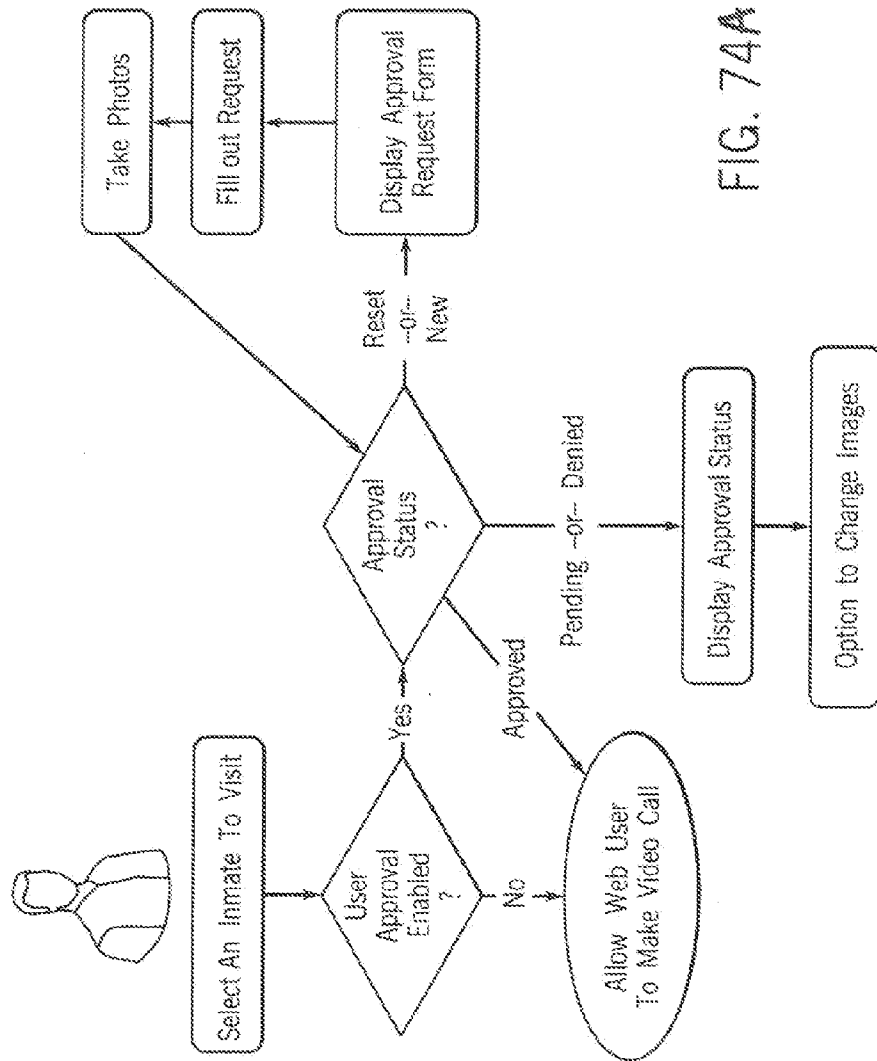 Select An Inmate To Visit
User
Approval
Enabled
?
Yes
No
Allow Web User
To Make Video Call
Approval
Status
?
Approved
Pending --or-- Denied
Display Approval Status
Option to Change Images
Reset
--or--
New
Display Approval
Request Form
Fill out Request
Take Photos
FIG. 74A